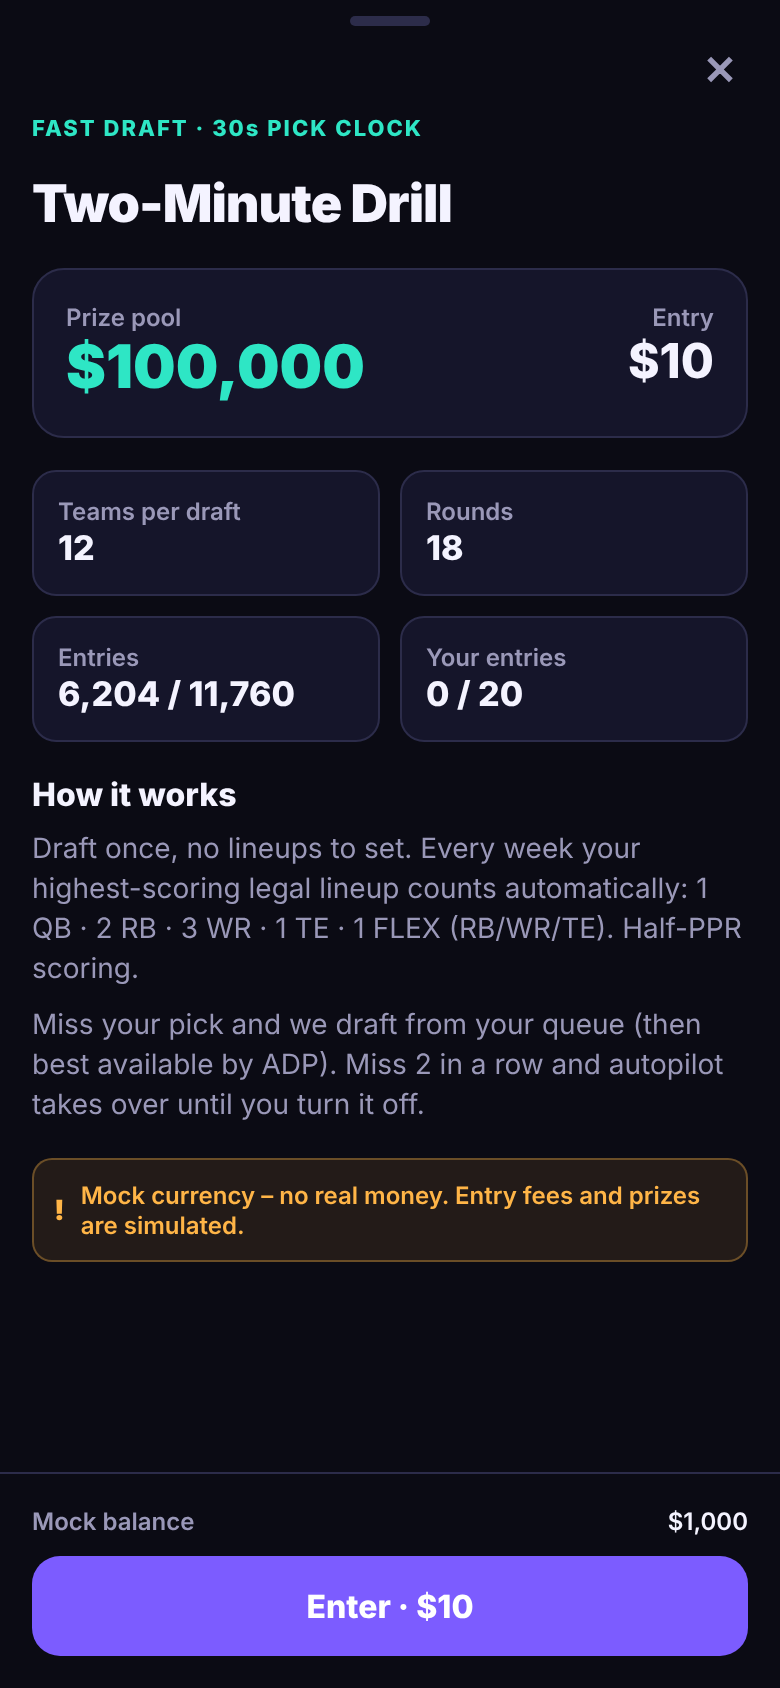 FAST DRAFT · 30s PICK CLOCK
Two-Minute Drill
Prize pool
$100,000
Entry
$10
Teams per draft
12
Rounds
18
Entries
6,204 / 11,760
Your entries
0 / 20
How it works
Draft once, no lineups to set. Every week your
highest-scoring legal lineup counts automatically: 1
QB · 2 RB · 3 WR · 1 TE · 1 FLEX (RB/WR/TE). Half-PPR
scoring.
Miss your pick and we draft from your queue (then
best available by ADP). Miss 2 in a row and autopilot
takes over until you turn it off.
! Mock currency – no real money. Entry fees and prizes
are simulated.
Mock balance
$1,000
Enter · $10